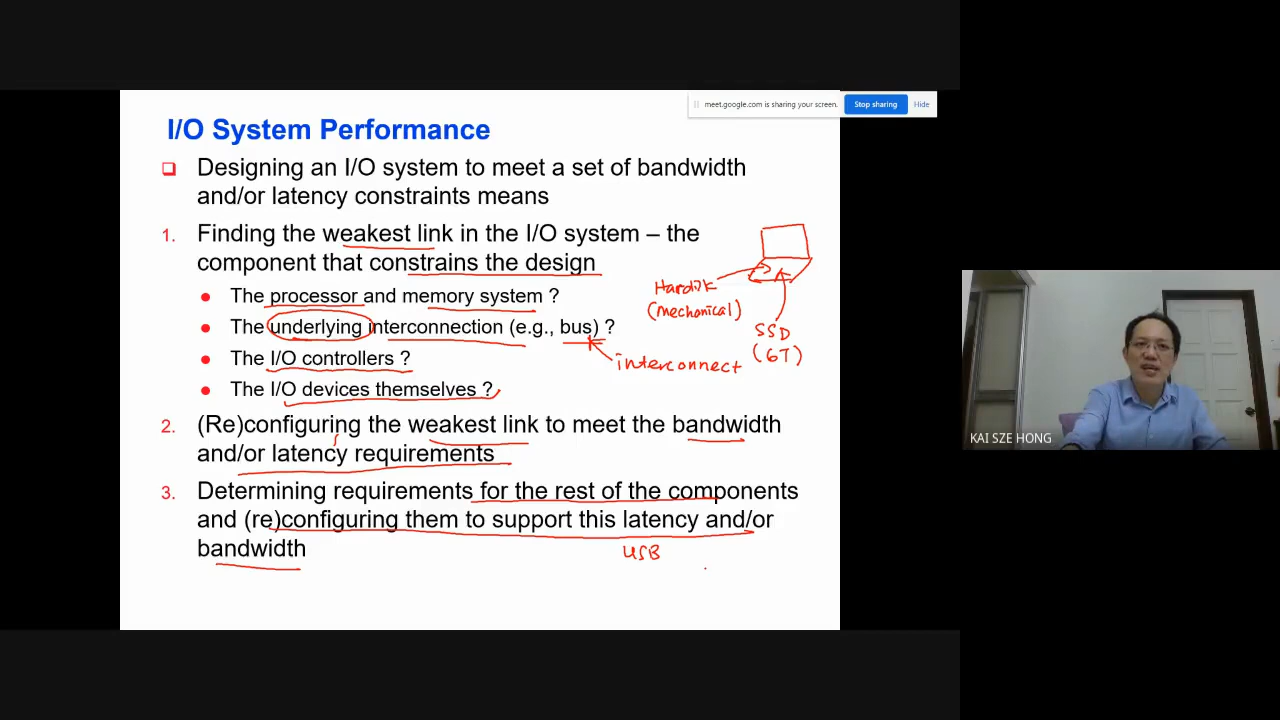 meet.google.com is sharing your screen.
Stop sharing
Hide
I/O System Performance
Designing an I/O system to meet a set of bandwidth
and/or latency constraints means
1. Finding the weakest link in the I/O system – the
component that constrains the design
The processor and memory system ?
The underlying interconnection (e.g., bus) ?
The I/O controllers ?
The I/O devices themselves ?
2. (Re)configuring the weakest link to meet the bandwidth
and/or latency requirements
3. Determining requirements for the rest of the components
and (re)configuring them to support this latency and/or
bandwidth
(mechanical)
SSD
(6T)
interconnect
USB
KAI SZE HONG